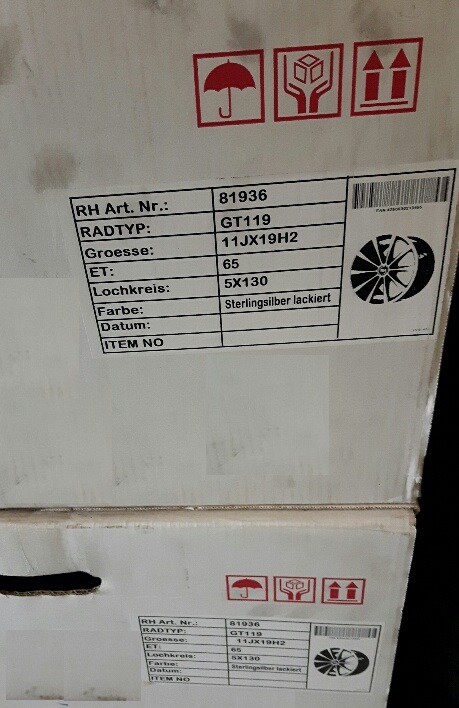 RH Art. Nr.: 81936
RADTYP: GT119
Groesse: 11JX19H2
ET: 65
Lochkreis: 5X130
Farbe: Sterlingsilber lackiert
Datum:
ITEM NO
RH Art. Nr.: 81936
RADTYP: GT119
Groesse: 11JX19H2
ET: 65
Lochkreis: 5X130
Farbe: Sterlingsilber lackiert
Datum:
ITEM NO